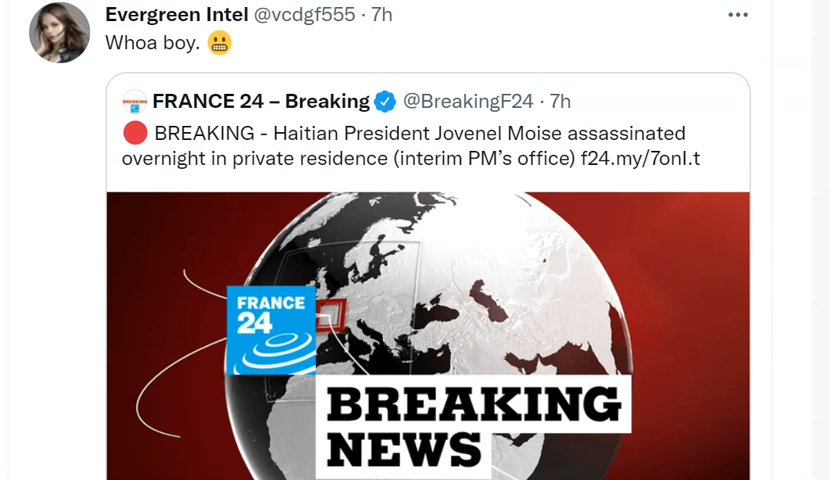 Evergreen Intel @vcdgf555 · 7h
Whoa boy. 😬
FRANCE 24 – Breaking @BreakingF24 · 7h
🔴 BREAKING - Haitian President Jovenel Moise assassinated
overnight in private residence (interim PM’s office) f24.my/7onI.t
FRANCE
24
BREAKING
NEWS